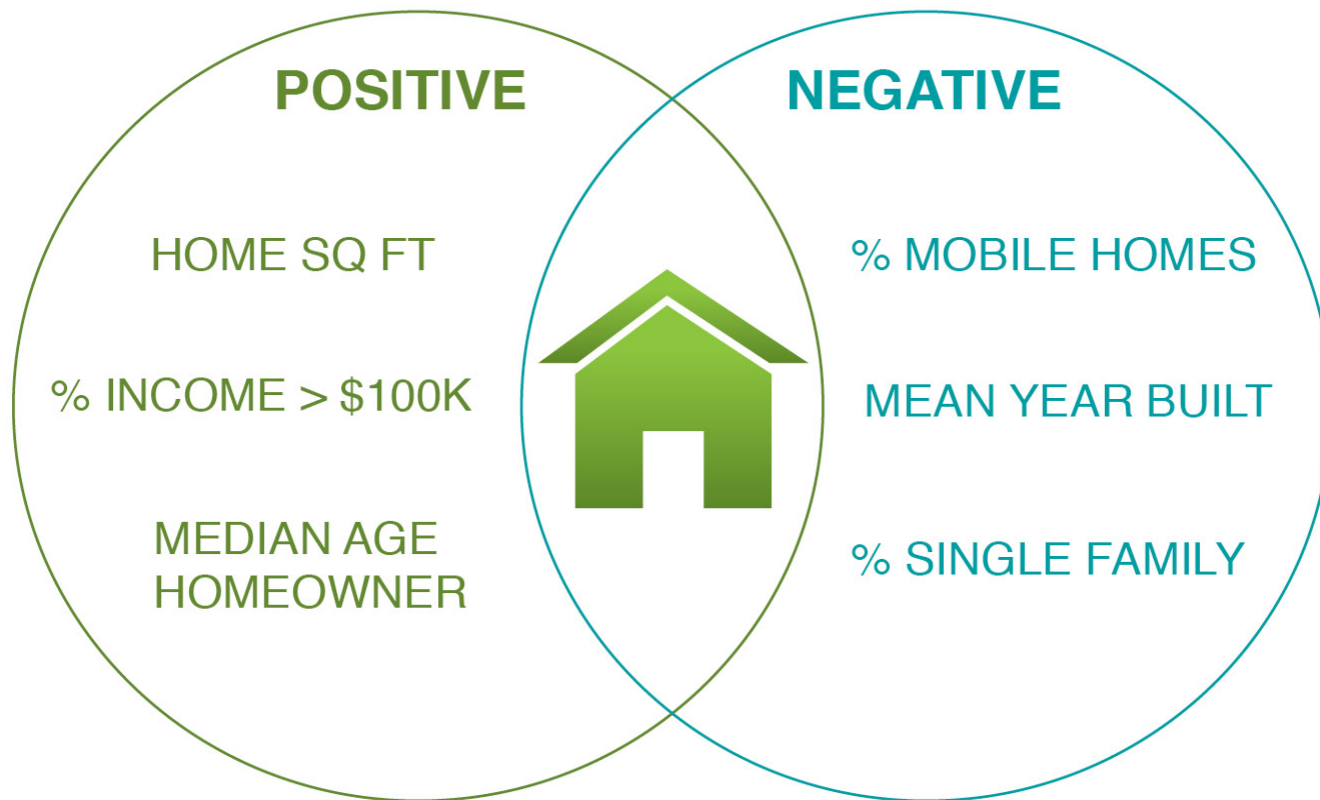 POSITIVE
HOME SQ FT
% INCOME > $100K
MEDIAN AGE
HOMEOWNER
NEGATIVE
% MOBILE HOMES
MEAN YEAR BUILT
% SINGLE FAMILY